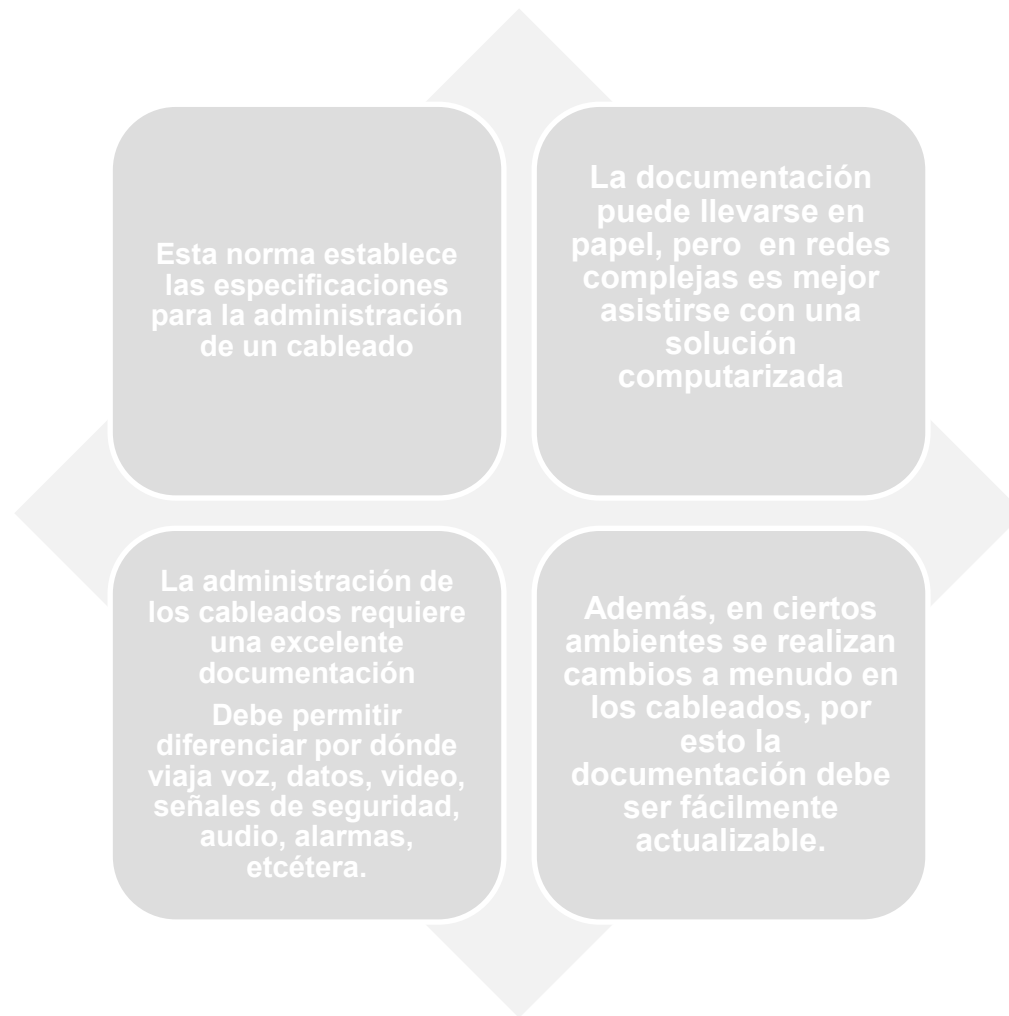 Esta norma establece
las especificaciones
para la administración
de un cableado
La documentación
puede llevarse en
papel, pero  en redes
complejas es mejor
asistirse con una
solución
computarizada
La administración de
los cableados requiere
una excelente
documentación
Debe permitir
diferenciar por dónde
viaja voz, datos, video,
señales de seguridad,
audio, alarmas,
etcétera.
Además, en ciertos
ambientes se realizan
cambios a menudo en
los cableados, por
esto la
documentación debe
ser fácilmente
actualizable.